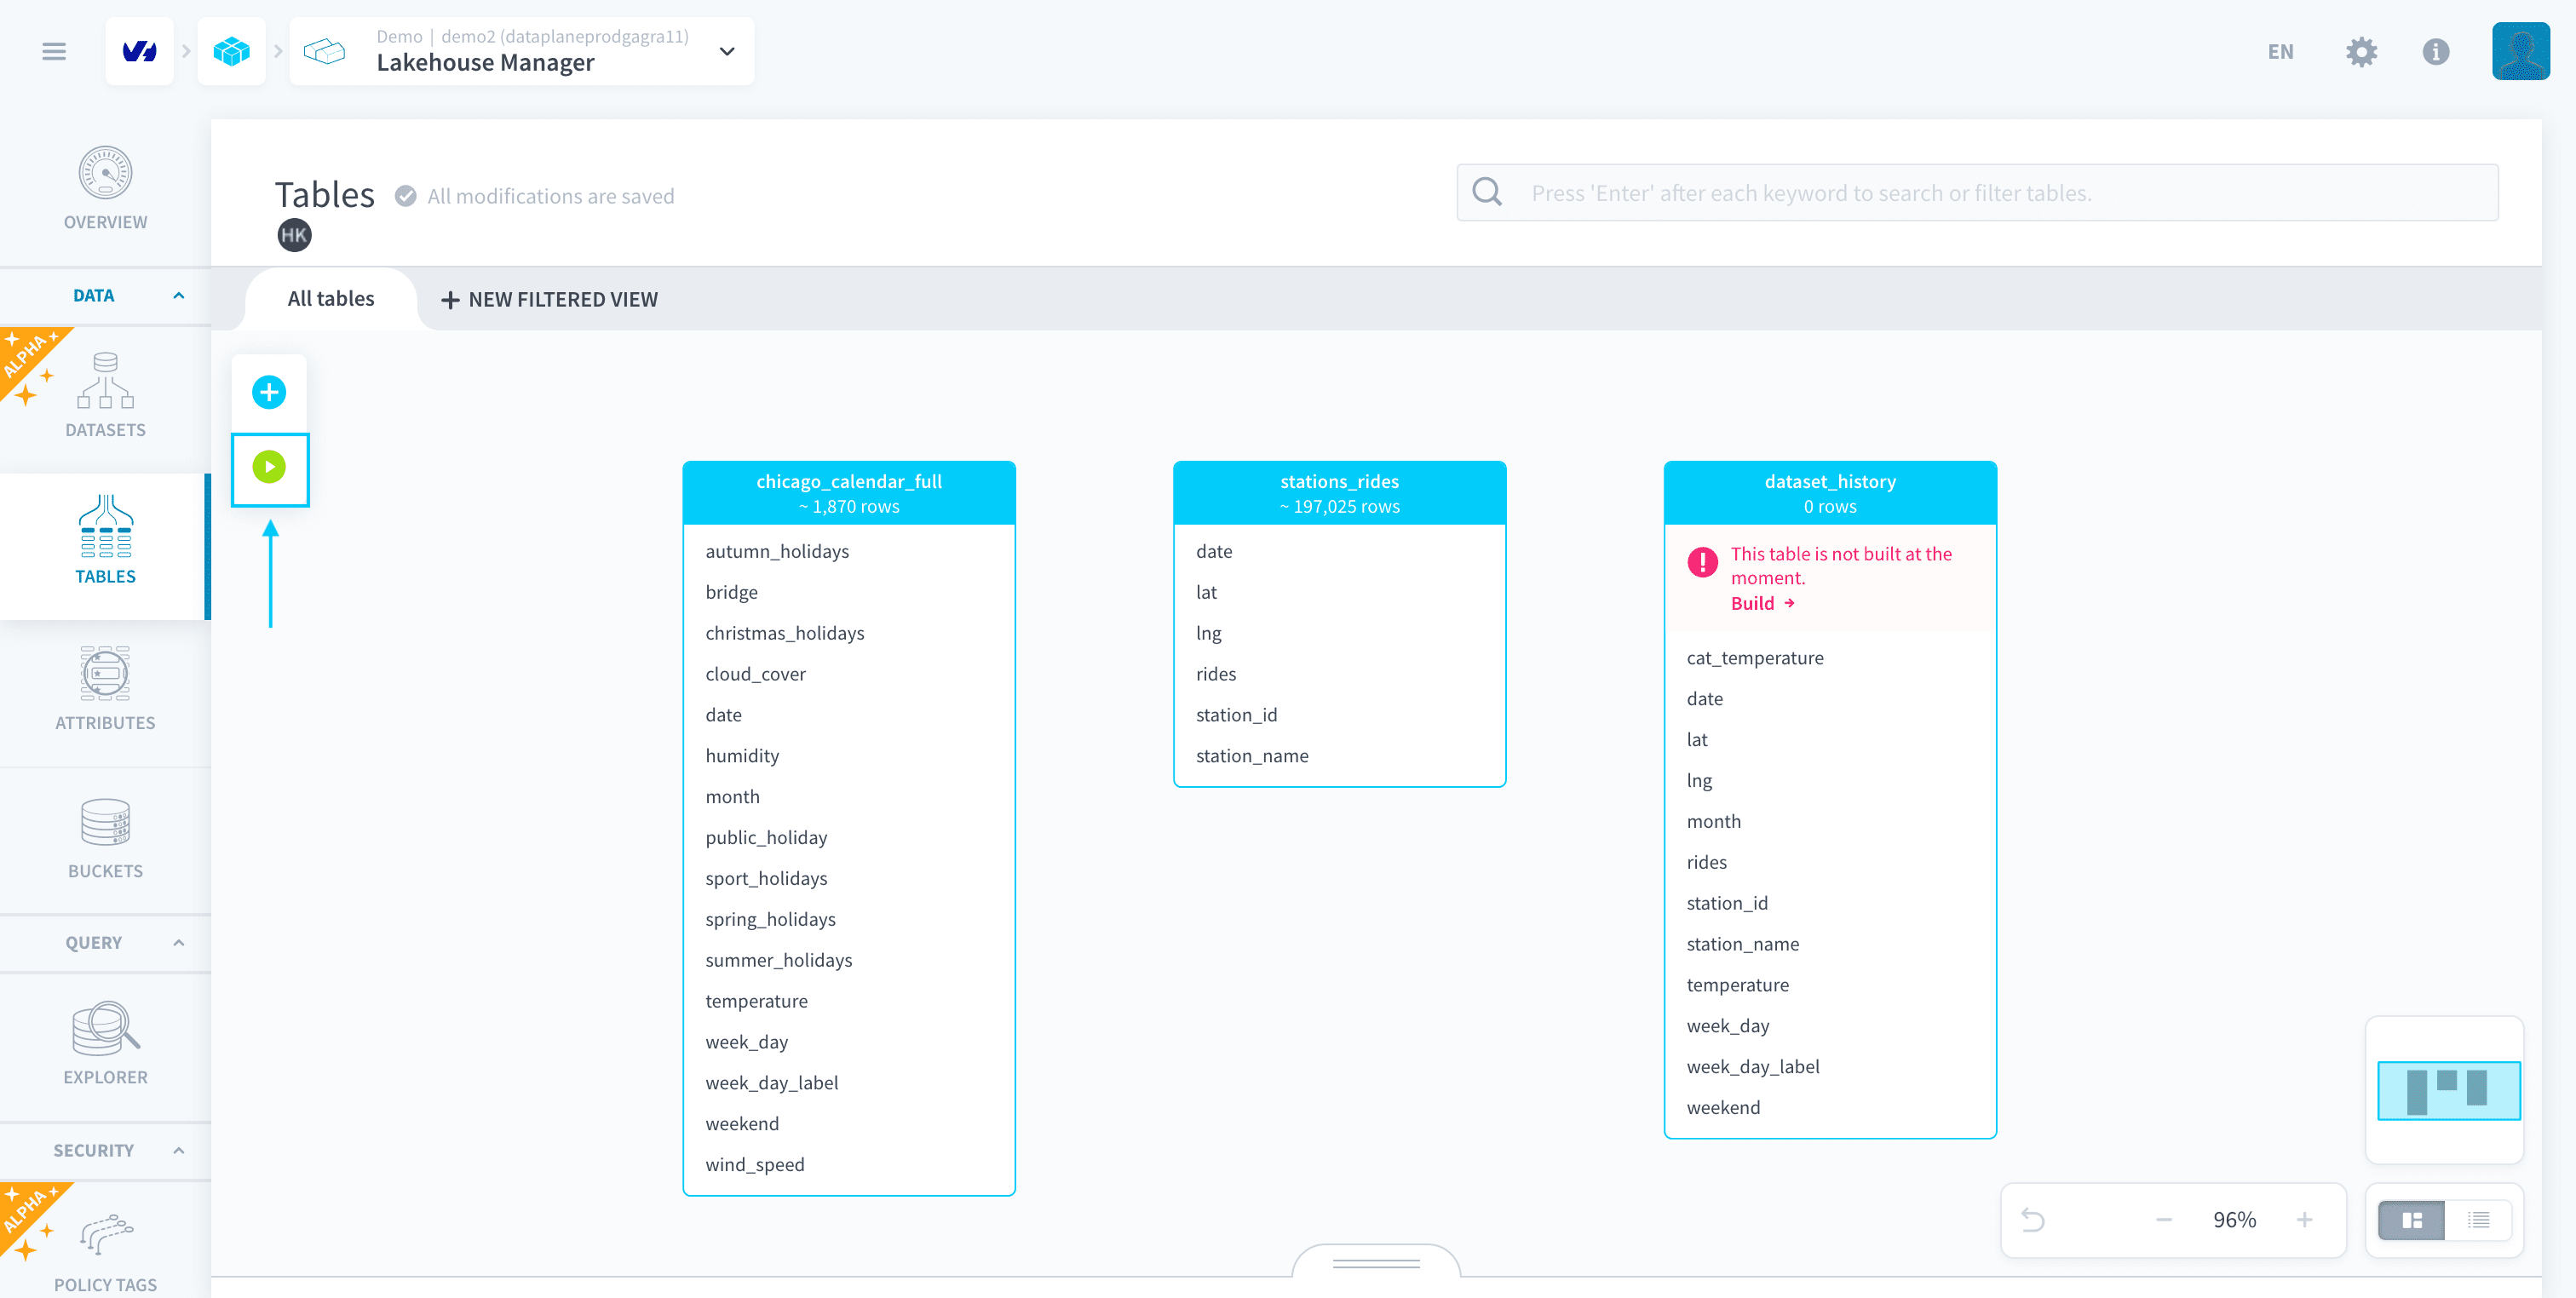 Demo | demo2 (dataplaneprodgagra11)
Lakehouse Manager
EN
OVERVIEW
DATA
ALPHA
DATASETS
TABLES
ATTRIBUTES
BUCKETS
QUERY
EXPLORER
SECURITY
ALPHA
POLICY TAGS
Tables
All modifications are saved
HK
Press 'Enter' after each keyword to search or filter tables.
All tables
NEW FILTERED VIEW
chicago_calendar_full
~ 1,870 rows
autumn_holidays
bridge
christmas_holidays
cloud_cover
date
humidity
month
public_holiday
sport_holidays
spring_holidays
summer_holidays
temperature
week_day
week_day_label
weekend
wind_speed
stations_rides
~ 197,025 rows
date
lat
lng
rides
station_id
station_name
dataset_history
0 rows
This table is not built at the
moment.
Build →
cat_temperature
date
lat
lng
month
rides
station_id
station_name
temperature
week_day
week_day_label
weekend
96%